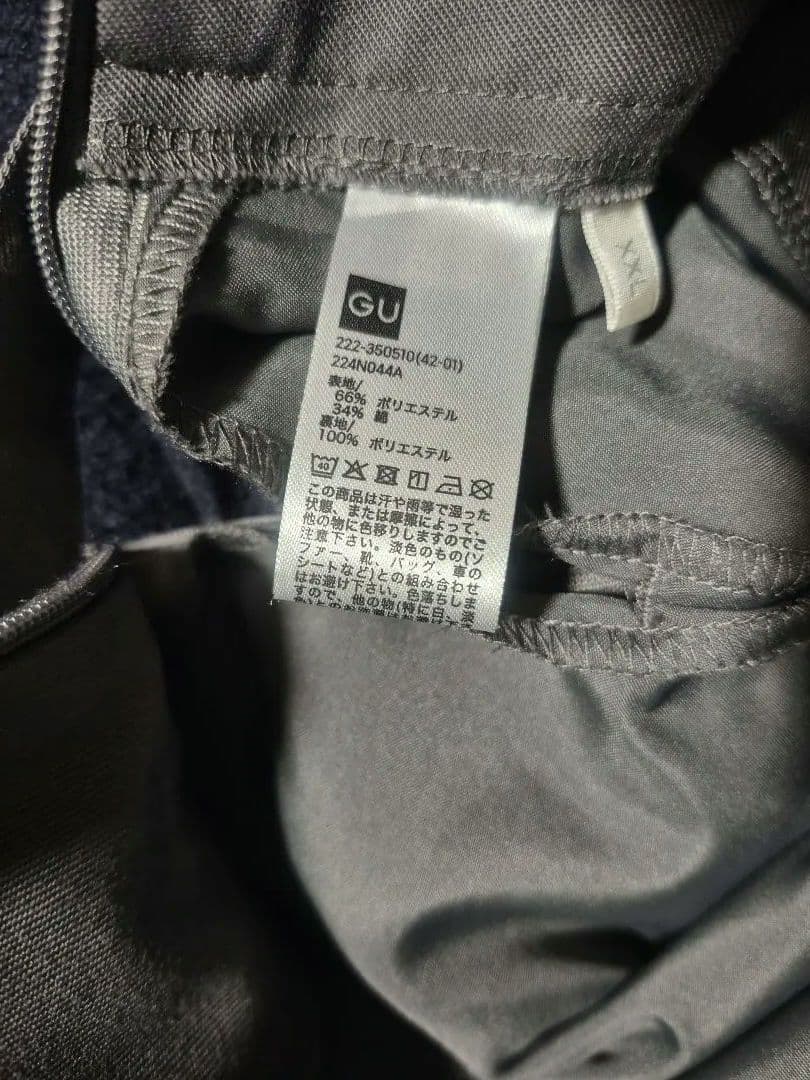 GU
222-350510(42-01)
224N044A
表地/
66% ポリエステル
34% 綿
裏地/
100% ポリエステル
40
この商品は汗や雨等で湿った
状態、または摩擦によって、
他の物に色移りしますのでご
注意下さい。淡色のもの(ソ
ファー、靴、バッグ、車の
シートなど)との組み合わせ
はお避け下さい。色落ちしま
すので、他の物(特に白・淡
XXL